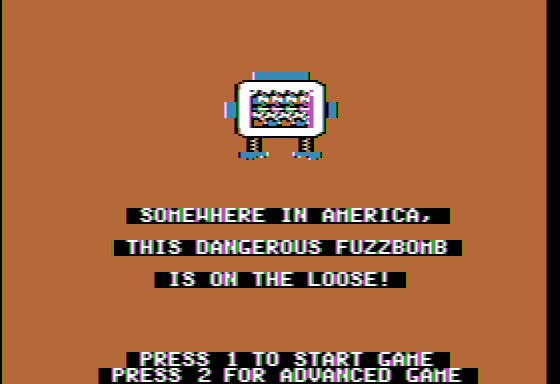 SOMEWHERE IN AMERICA,
THIS DANGEROUS FUZZBOMB
IS ON THE LOOSE!
PRESS 1 TO START GAME
PRESS 2 FOR ADVANCED GAME